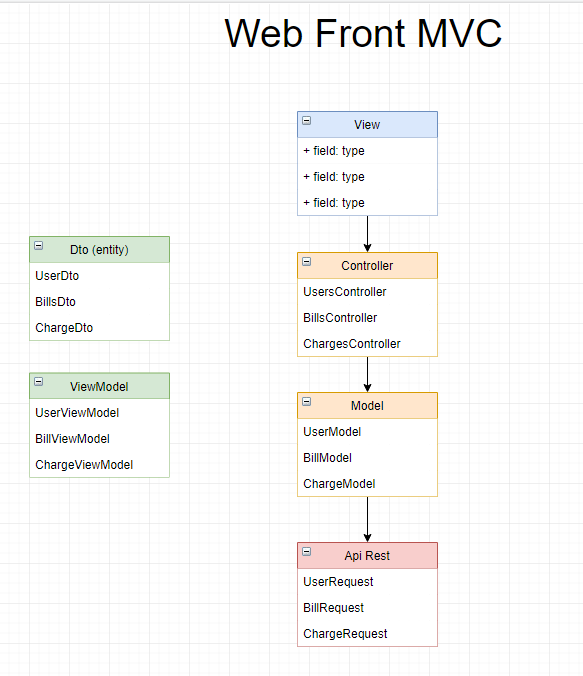 Web Front MVC
View
+ field: type
+ field: type
+ field: type
Dto (entity)
UserDto
BillsDto
ChargeDto
ViewModel
UserViewModel
BillViewModel
ChargeViewModel
Controller
UsersController
BillsController
ChargesController
Model
UserModel
BillModel
ChargeModel
Api Rest
UserRequest
BillRequest
ChargeRequest